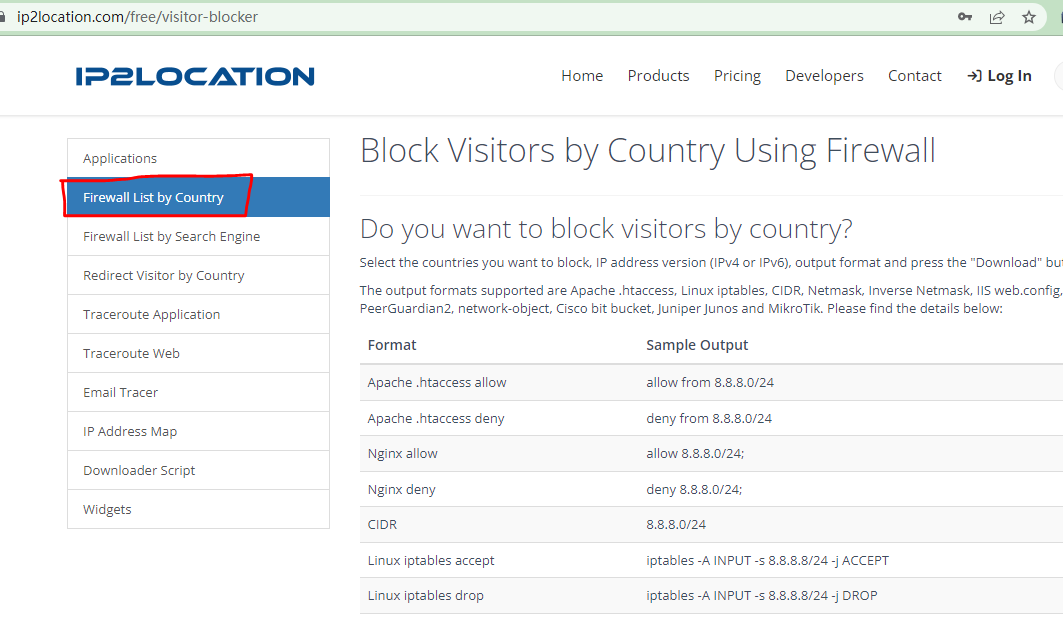 ip2location.com/free/visitor-blocker
IP2LOCATION
Home Products Pricing Developers Contact Log In
Applications
Firewall List by Country
Firewall List by Search Engine
Redirect Visitor by Country
Traceroute Application
Traceroute Web
Email Tracer
IP Address Map
Downloader Script
Widgets
Block Visitors by Country Using Firewall
Do you want to block visitors by country?
Select the countries you want to block, IP address version (IPv4 or IPv6), output format and press the "Download"
The output formats supported are Apache .htaccess, Linux iptables, CIDR, Netmask, Inverse Netmask, IIS web.config,
PeerGuardian2, network-object, Cisco bit bucket, Juniper Junos and MikroTik. Please find the details below:
Format Sample Output
Apache .htaccess allow allow from 8.8.8.0/24
Apache .htaccess deny deny from 8.8.8.0/24
Nginx allow allow 8.8.8.0/24;
Nginx deny deny 8.8.8.0/24;
CIDR 8.8.8.0/24
Linux iptables accept iptables -A INPUT -s 8.8.8.8/24 -j ACCEPT
Linux iptables drop iptables -A INPUT -s 8.8.8.8/24 -j DROP